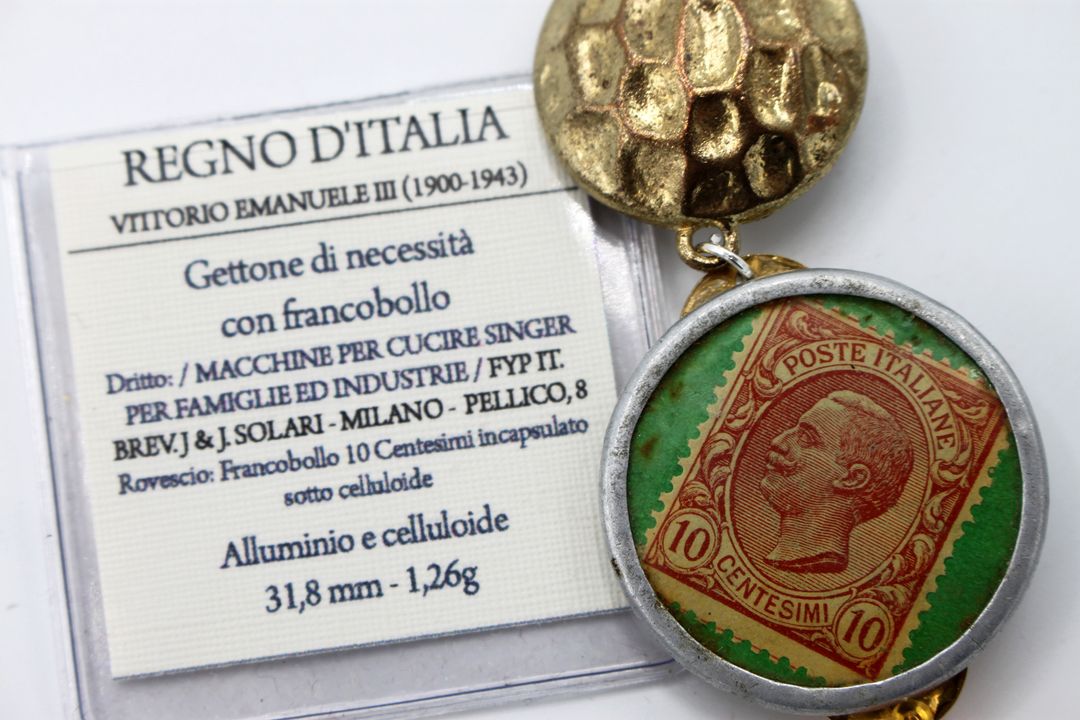 REGNO D'ITALIA
VITTORIO EMANUELE III (1900-1943)
Gettone di necessità
con francobollo
Dritto: / MACCHINE PER CUCIRE SINGER
PER FAMIGLIE ED INDUSTRIE / FYP IT.
BREV. J & J. SOLARI - MILANO - PELLICO, 8
Rovescio: Francobollo 10 Centesimi incapsulato
sotto celluloide
Alluminio e celluloide
31,8 mm - 1,26g
POSTE ITALIANE
10 CENTESIMI 10